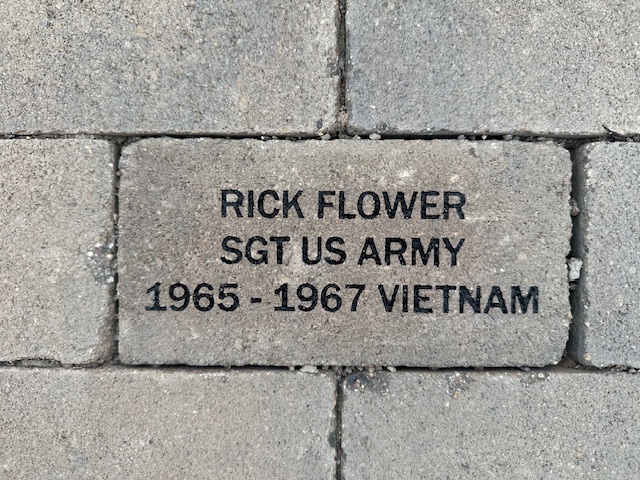 RICK FLOWER
SGT US ARMY
1965 - 1967 VIETNAM